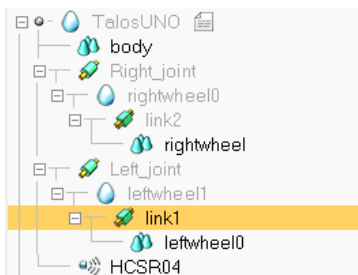 TalosUNO
body
Right_joint
rightwheel0
link2
rightwheel
Left_joint
leftwheel1
link1
leftwheel0
HCSR04